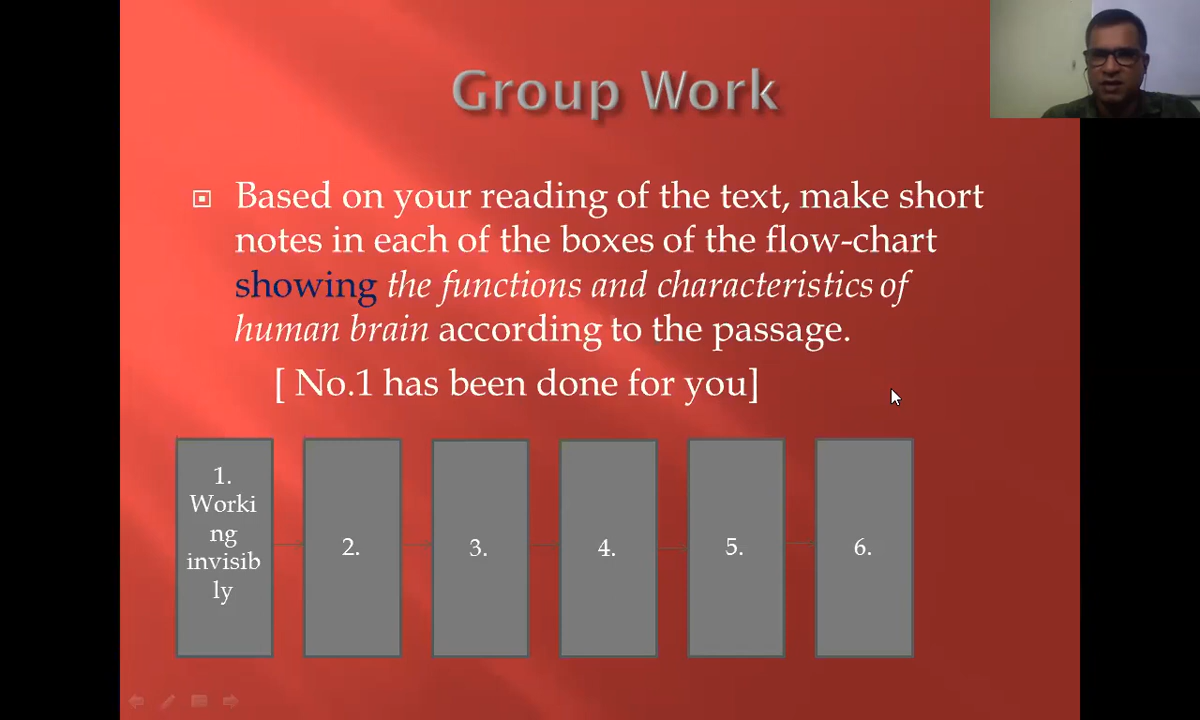 Group Work
Based on your reading of the text, make short
notes in each of the boxes of the flow-chart
showing the functions and characteristics of
human brain according to the passage.
[ No.1 has been done for you]
1.
Worki
ng
invisib
ly
2.
3.
4.
5.
6.